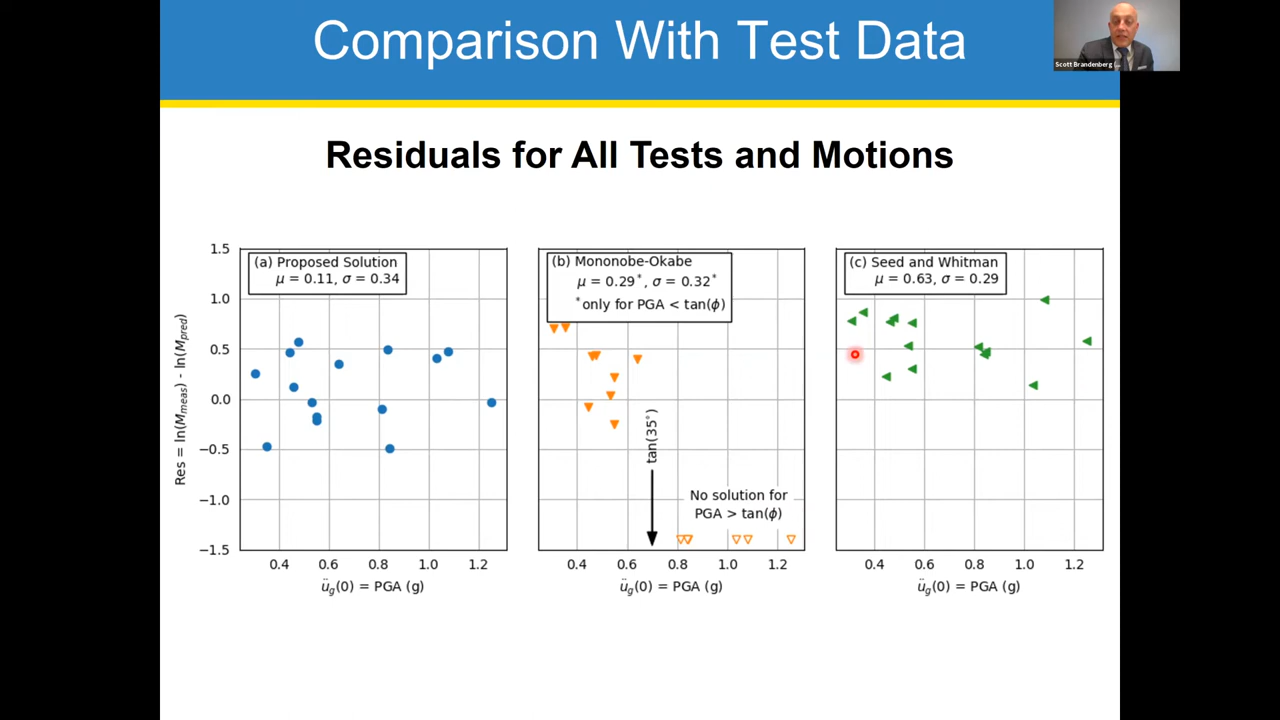 Comparison With Test Data
Scott Brandenberg
Residuals for All Tests and Motions
Res = ln(M_meas) - ln(M_pred)
1.5
1.0
0.5
0.0
−0.5
−1.0
−1.5
(a) Proposed Solution
μ = 0.11, σ = 0.34
0.4 0.6 0.8 1.0 1.2
ü_g(0) = PGA (g)
(b) Mononobe-Okabe
μ = 0.29*, σ = 0.32*
*only for PGA < tan(ϕ)
tan(35°)
No solution for
PGA > tan(ϕ)
0.4 0.6 0.8 1.0 1.2
ü_g(0) = PGA (g)
(c) Seed and Whitman
μ = 0.63, σ = 0.29
0.4 0.6 0.8 1.0 1.2
ü_g(0) = PGA (g)